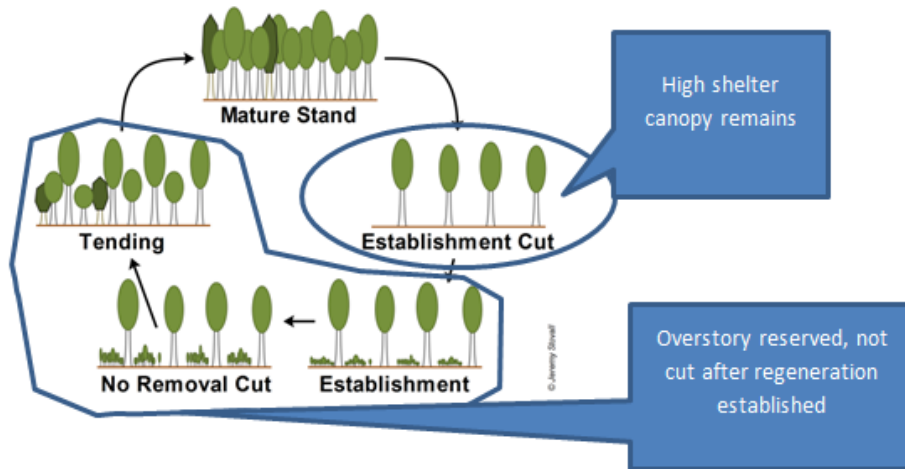 Mature Stand
High shelter
canopy remains
Establishment Cut
Tending
No Removal Cut
Establishment
© Jeremy Stovall
Overstory reserved, not
cut after regeneration
established